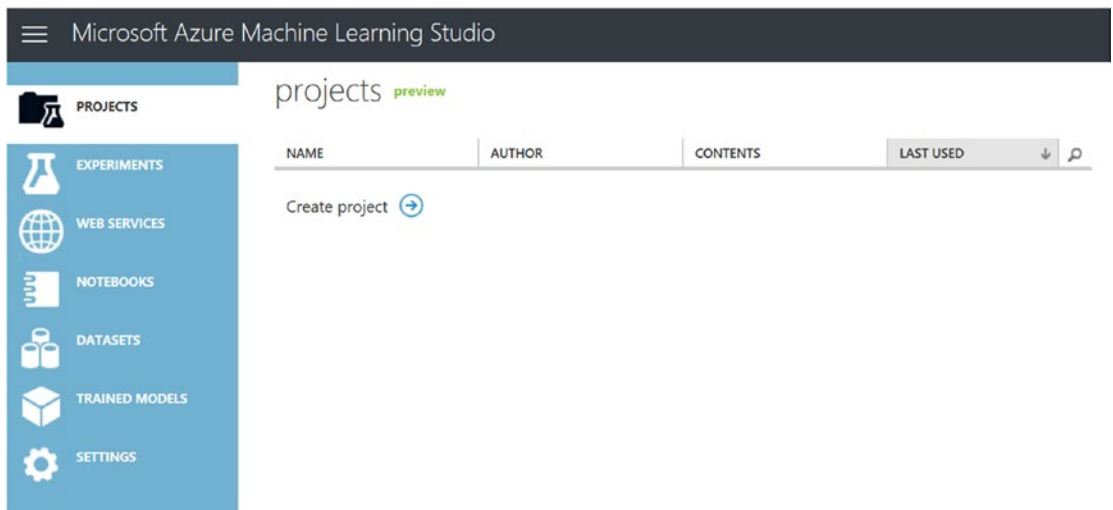 Microsoft Azure Machine Learning Studio
PROJECTS
EXPERIMENTS
WEB SERVICES
NOTEBOOKS
DATASETS
TRAINED MODELS
SETTINGS
projects preview
NAME AUTHOR CONTENTS LAST USED
Create project